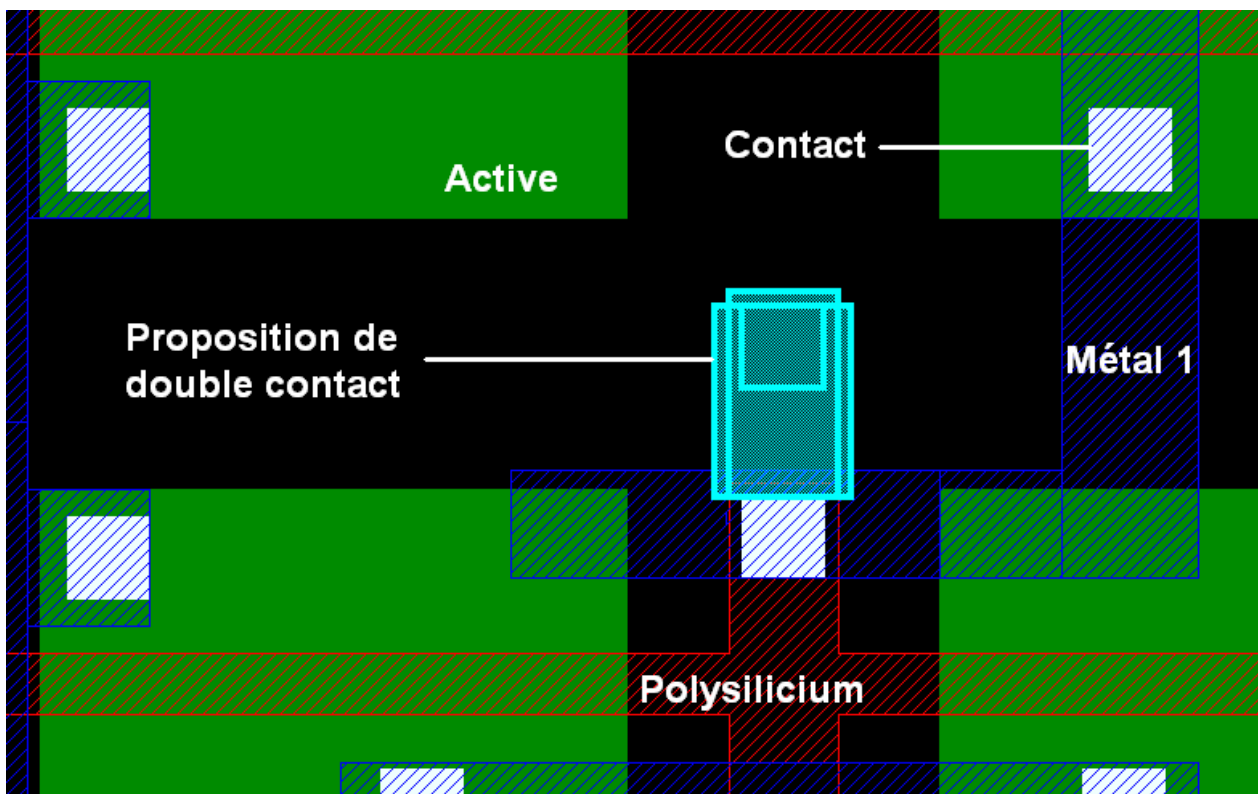 Contact
Active
Proposition de
double contact
Métal 1
Polysilicium